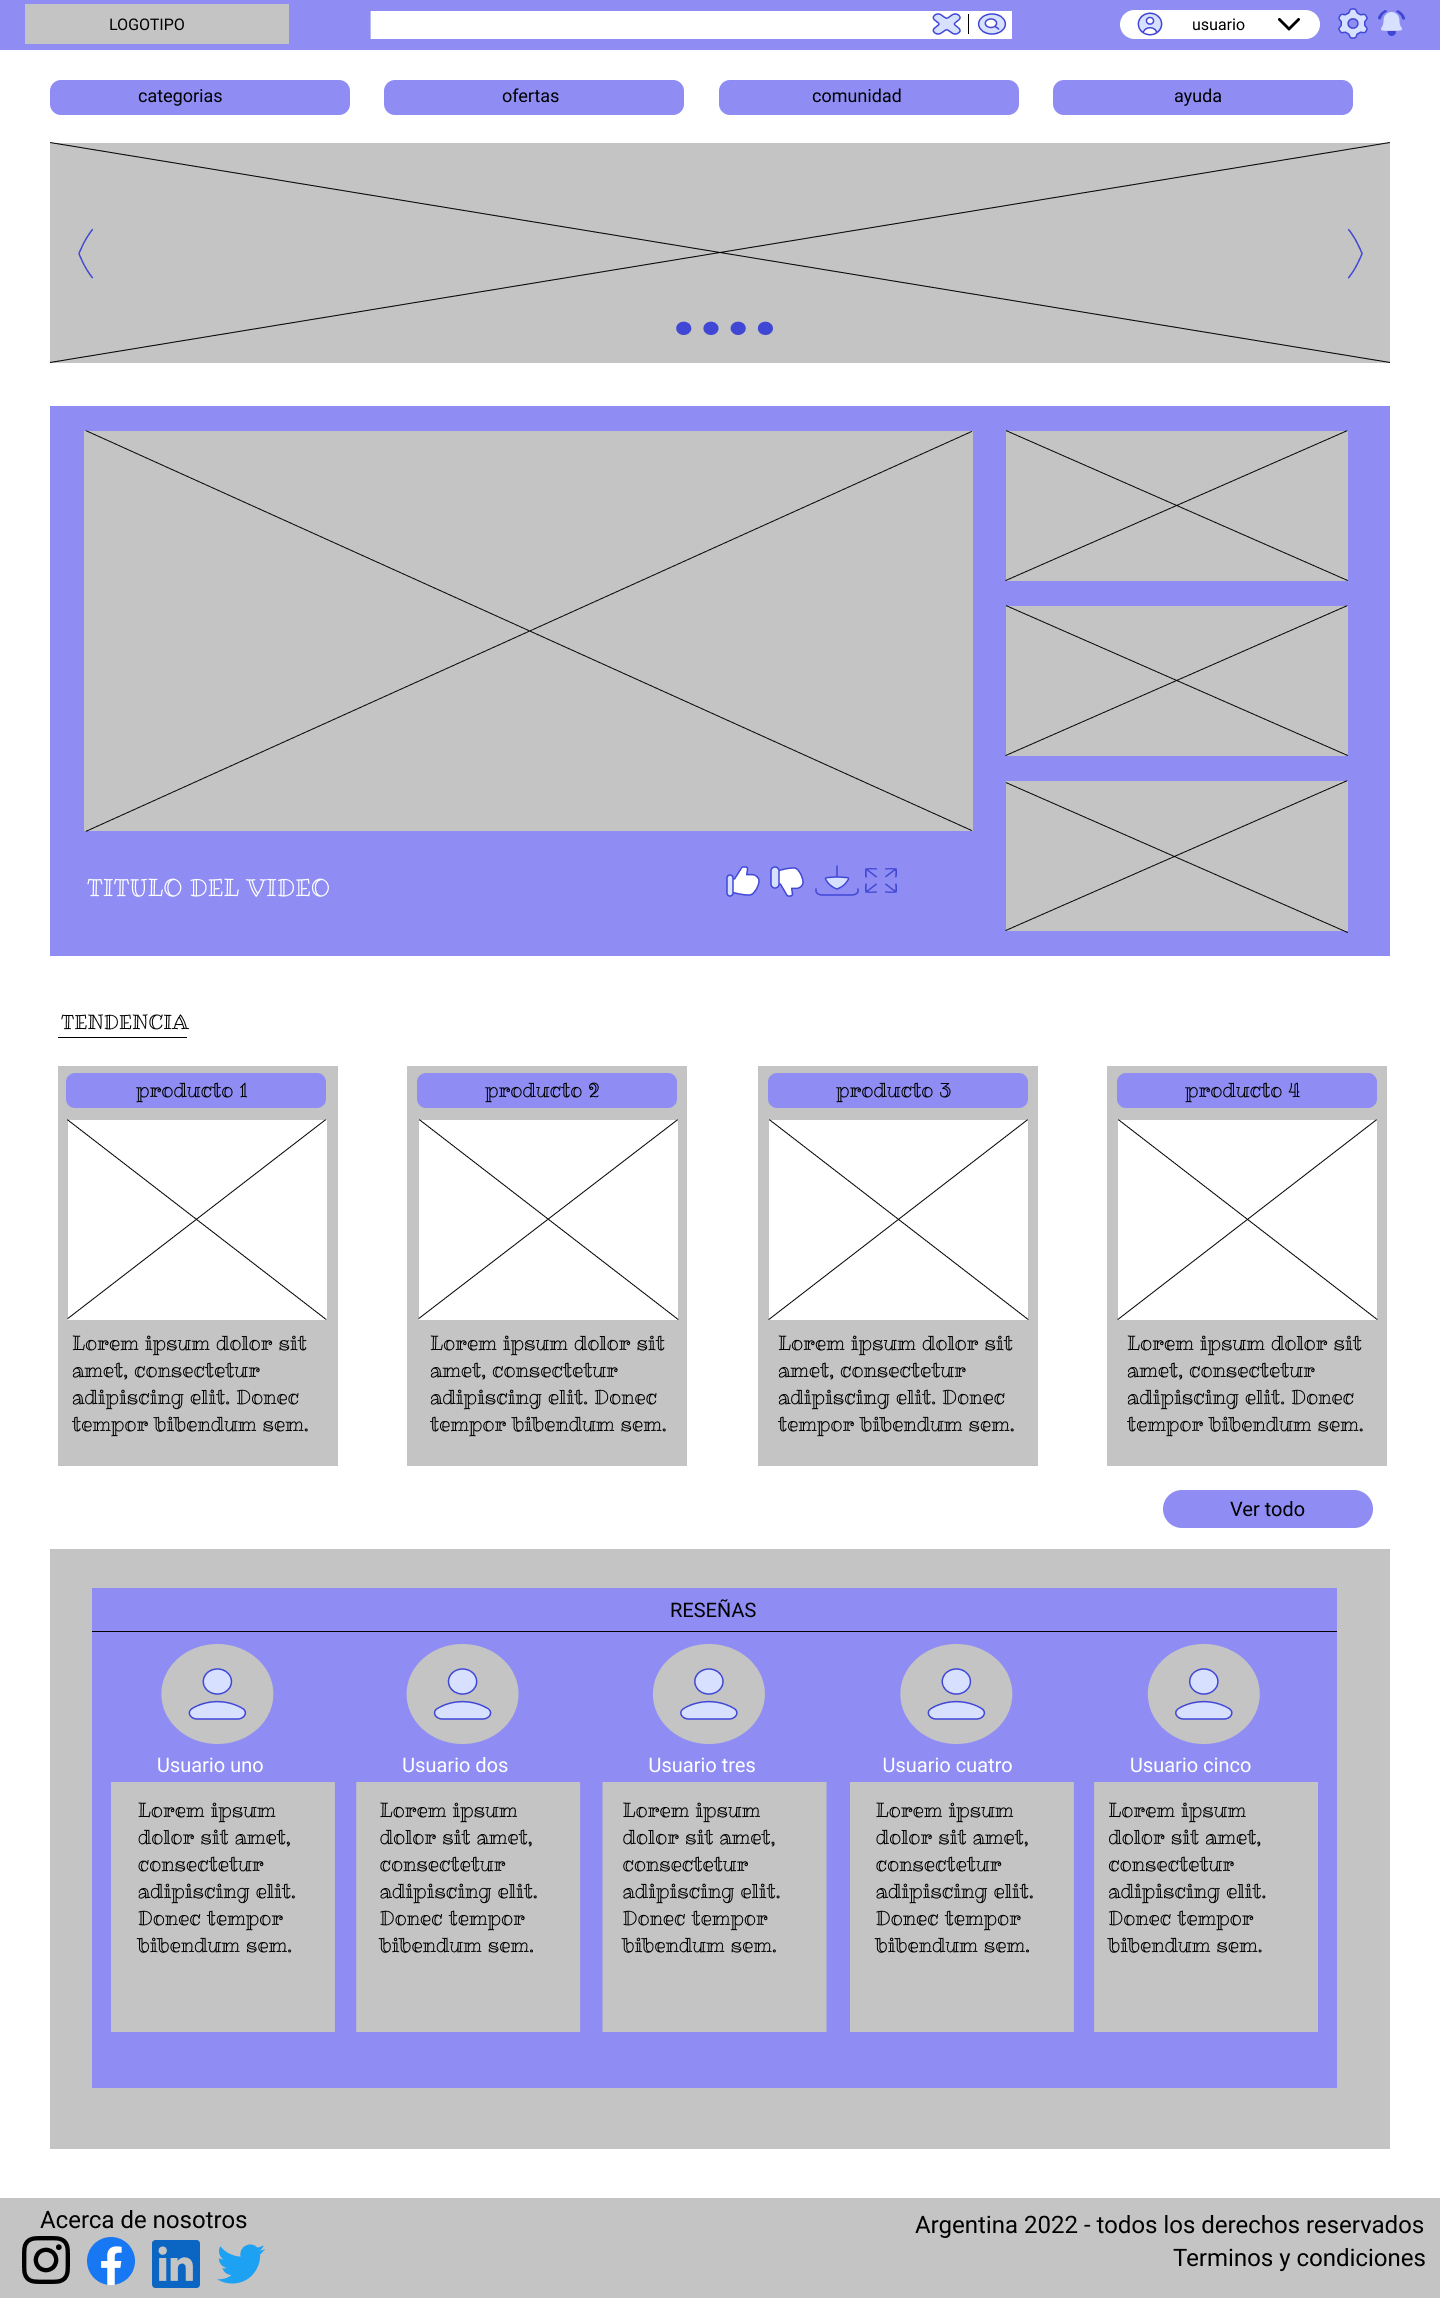 LOGOTIPO
usuario
categorias
ofertas
comunidad
ayuda
TITULO DEL VIDEO
TENDENCIA
producto 1
Lorem ipsum dolor sit
amet, consectetur
adipiscing elit. Donec
tempor bibendum sem.
producto 2
Lorem ipsum dolor sit
amet, consectetur
adipiscing elit. Donec
tempor bibendum sem.
producto 3
Lorem ipsum dolor sit
amet, consectetur
adipiscing elit. Donec
tempor bibendum sem.
producto 4
Lorem ipsum dolor sit
amet, consectetur
adipiscing elit. Donec
tempor bibendum sem.
Ver todo
RESEÑAS
Usuario uno
Lorem ipsum
dolor sit amet,
consectetur
adipiscing elit.
Donec tempor
bibendum sem.
Usuario dos
Lorem ipsum
dolor sit amet,
consectetur
adipiscing elit.
Donec tempor
bibendum sem.
Usuario tres
Lorem ipsum
dolor sit amet,
consectetur
adipiscing elit.
Donec tempor
bibendum sem.
Usuario cuatro
Lorem ipsum
dolor sit amet,
consectetur
adipiscing elit.
Donec tempor
bibendum sem.
Usuario cinco
Lorem ipsum
dolor sit amet,
consectetur
adipiscing elit.
Donec tempor
bibendum sem.
Acerca de nosotros
in
Argentina 2022 - todos los derechos reservados
Terminos y condiciones